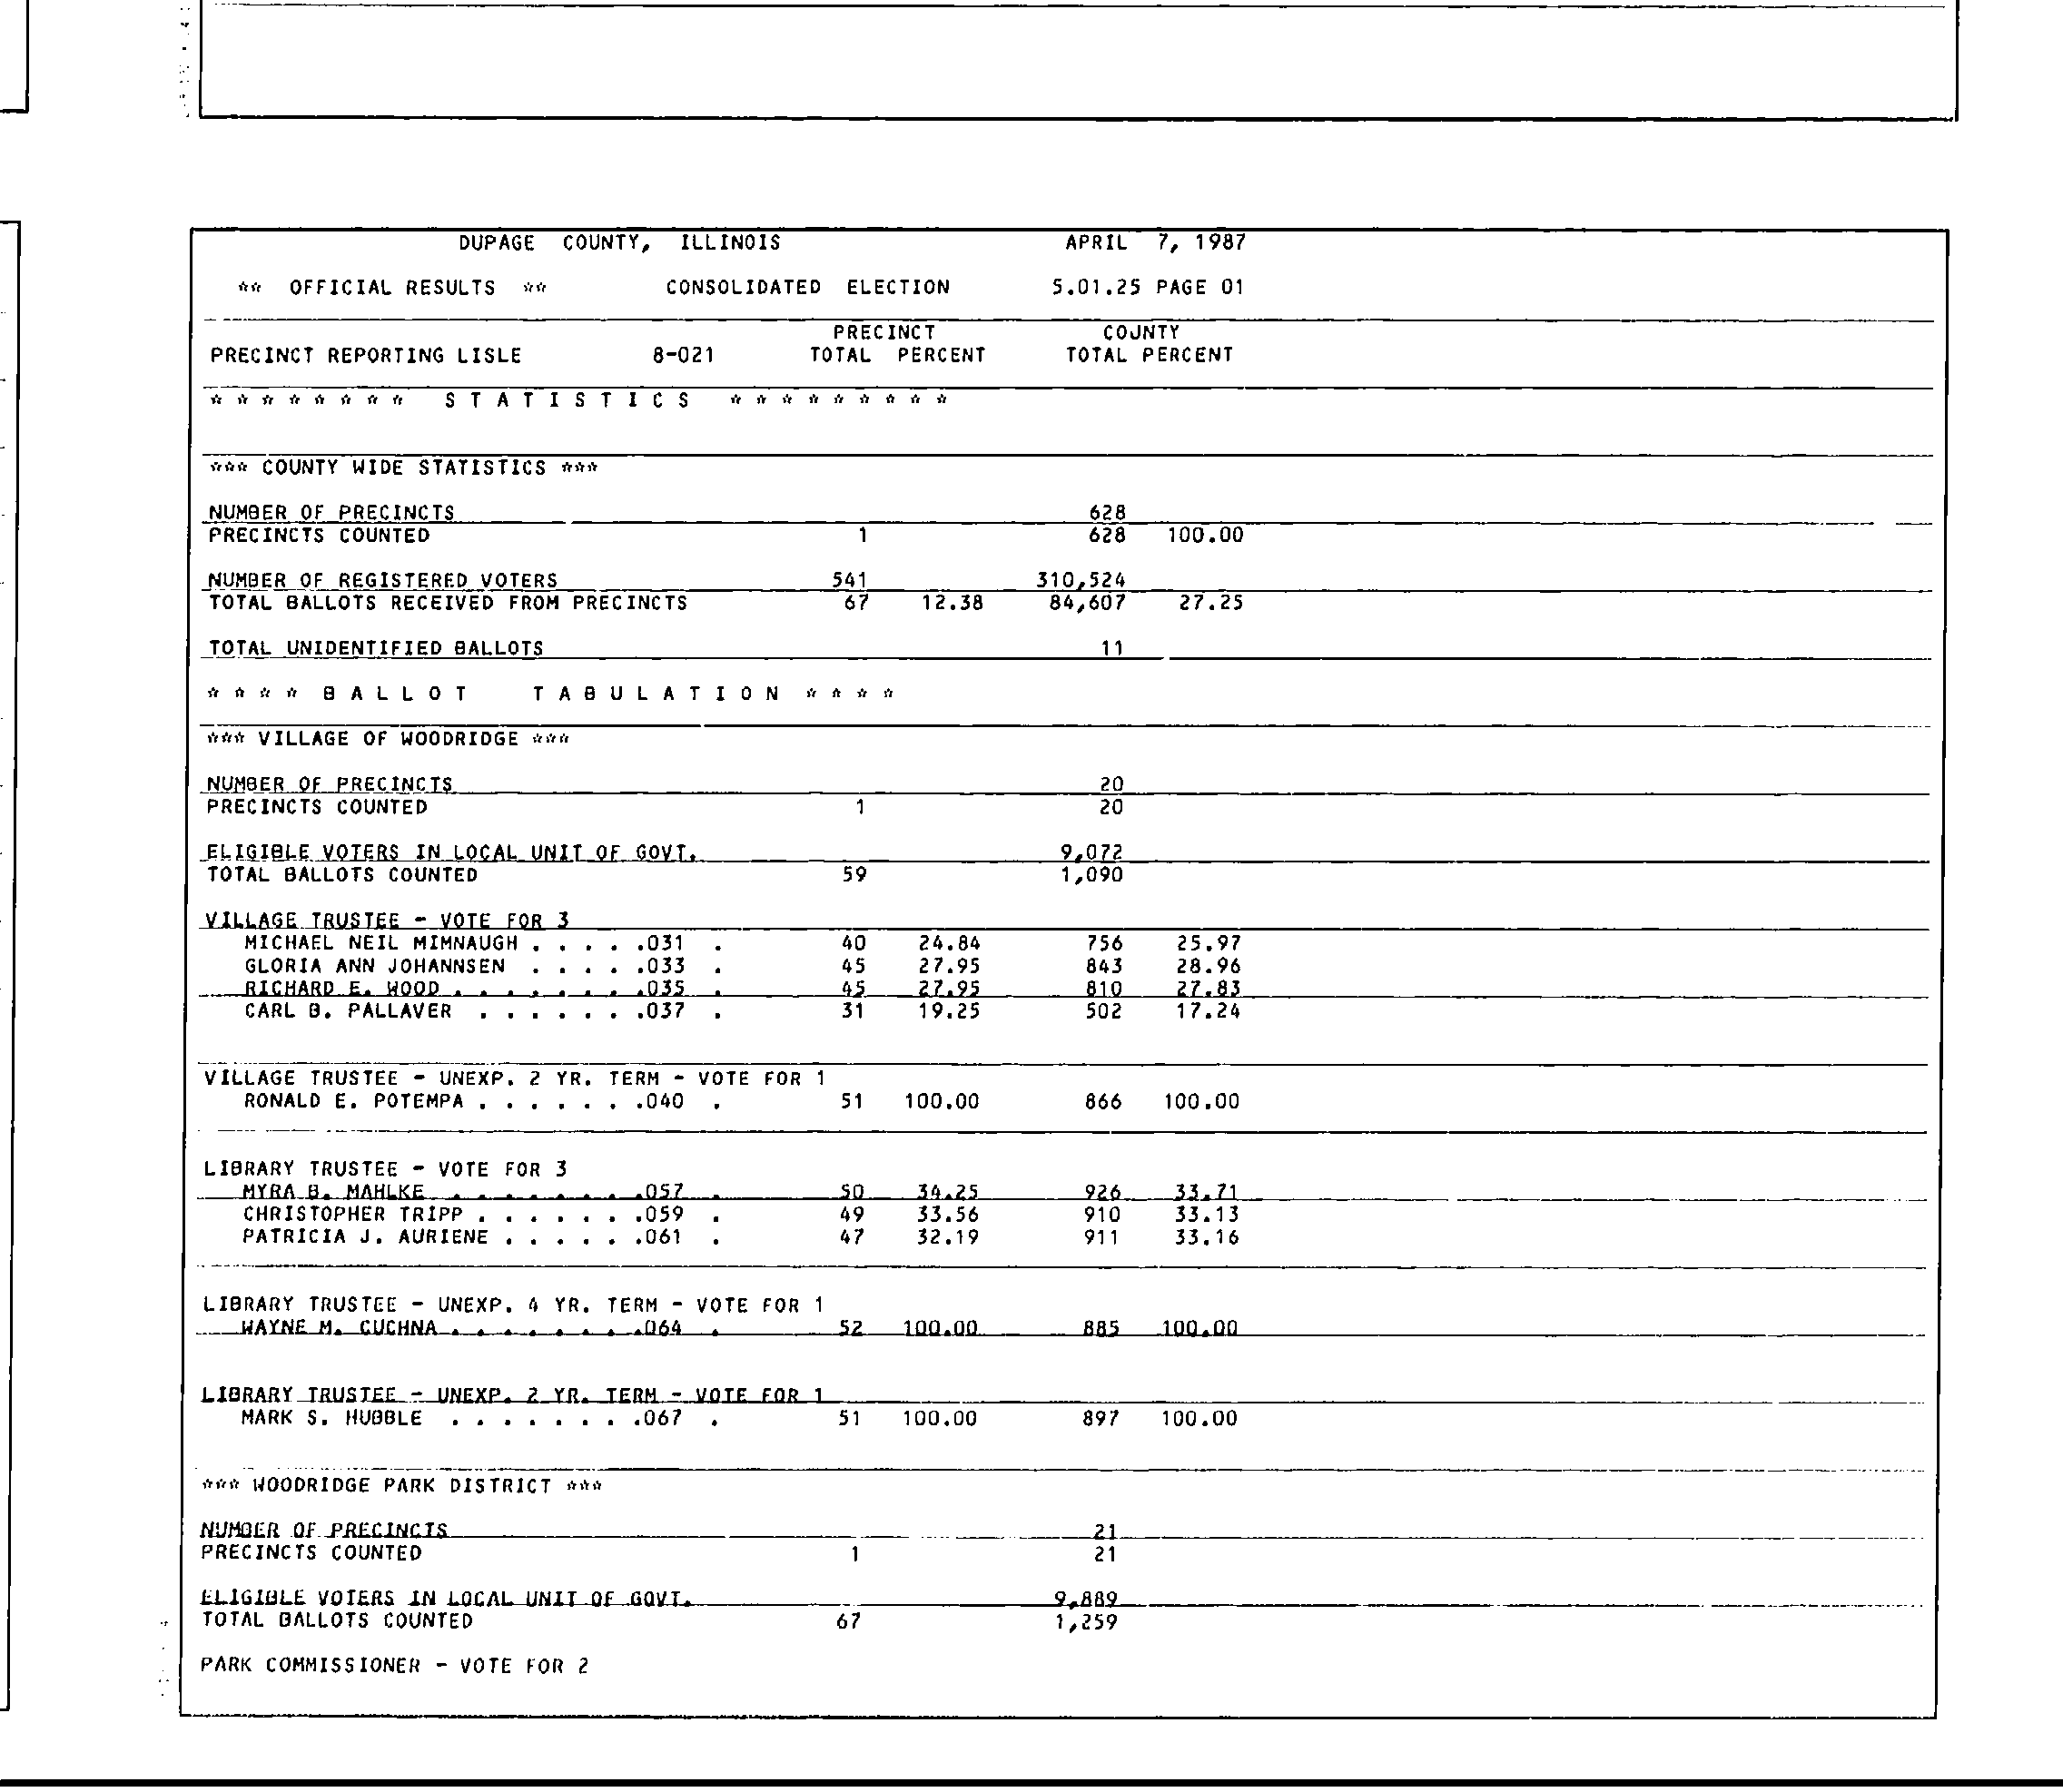 DUPAGE COUNTY, ILLINOIS APRIL 7, 1987
** OFFICIAL RESULTS ** CONSOLIDATED ELECTION 5.01.25 PAGE 01
PRECINCT COUNTY
PRECINCT REPORTING LISLE 8-021 TOTAL PERCENT TOTAL PERCENT
* * * * * * * * S T A T I S T I C S * * * * * * * * *
*** COUNTY WIDE STATISTICS ***
NUMBER OF PRECINCTS 628
PRECINCTS COUNTED 1 628 100.00
NUMBER OF REGISTERED VOTERS 541 310,524
TOTAL BALLOTS RECEIVED FROM PRECINCTS 67 12.38 84,607 27.25
TOTAL UNIDENTIFIED BALLOTS 11
* * * * B A L L O T T A B U L A T I O N * * * *
*** VILLAGE OF WOODRIDGE ***
NUMBER OF PRECINCTS 20
PRECINCTS COUNTED 1 20
ELIGIBLE VOTERS IN LOCAL UNIT OF GOVT. 9,072
TOTAL BALLOTS COUNTED 59 1,090
VILLAGE TRUSTEE - VOTE FOR 3
MICHAEL NEIL MIMNAUGH . . . . .031 . 40 24.84 756 25.97
GLORIA ANN JOHANNSEN . . . . .033 . 45 27.95 843 28.96
RICHARD E. WOOD . . . . . . . .035 . 45 27.95 810 27.83
CARL B. PALLAVER . . . . . . .037 . 31 19.25 502 17.24
VILLAGE TRUSTEE - UNEXP. 2 YR. TERM - VOTE FOR 1
RONALD E. POTEMPA . . . . . . .040 . 51 100.00 866 100.00
LIBRARY TRUSTEE - VOTE FOR 3
MYRA B. MAHLKE . . . . . . . .057 . 50 34.25 926 33.71
CHRISTOPHER TRIPP . . . . . . .059 . 49 33.56 910 33.13
PATRICIA J. AURIENE . . . . . .061 . 47 32.19 911 33.16
LIBRARY TRUSTEE - UNEXP. 4 YR. TERM - VOTE FOR 1
WAYNE M. CUCHNA . . . . . . . .064 . 52 100.00 885 100.00
LIBRARY TRUSTEE - UNEXP. 2 YR. TERM - VOTE FOR 1
MARK S. HUBBLE . . . . . . . .067 . 51 100.00 897 100.00
*** WOODRIDGE PARK DISTRICT ***
NUMBER OF PRECINCTS 21
PRECINCTS COUNTED 1 21
ELIGIBLE VOTERS IN LOCAL UNIT OF GOVT. 9,889
TOTAL BALLOTS COUNTED 67 1,259
PARK COMMISSIONER - VOTE FOR 2